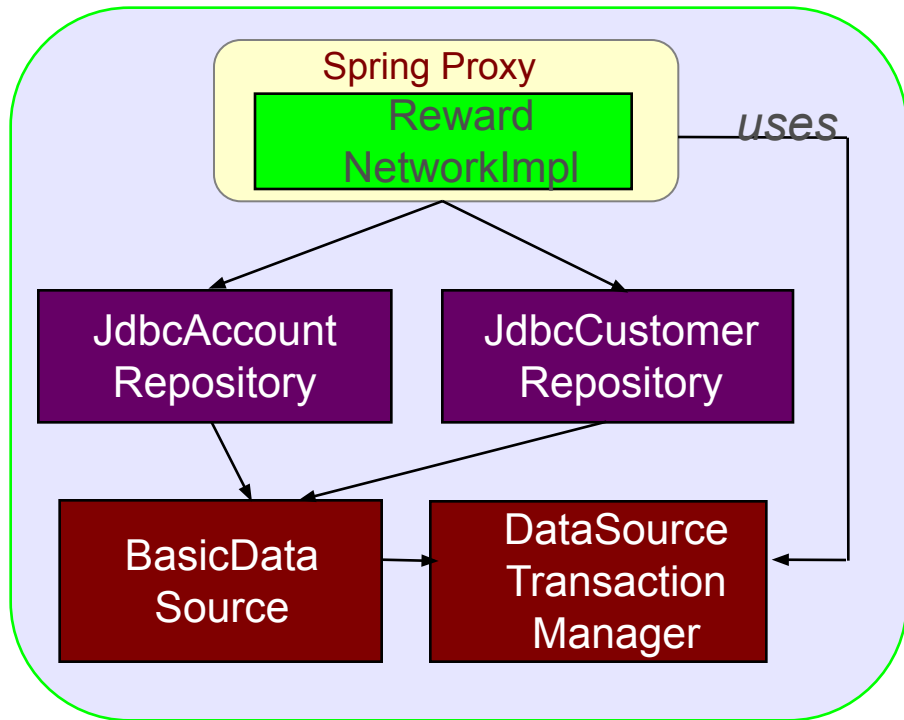 Spring Proxy
Reward
NetworkImpl
uses
JdbcAccount
Repository
JdbcCustomer
Repository
BasicData
Source
DataSource
Transaction
Manager